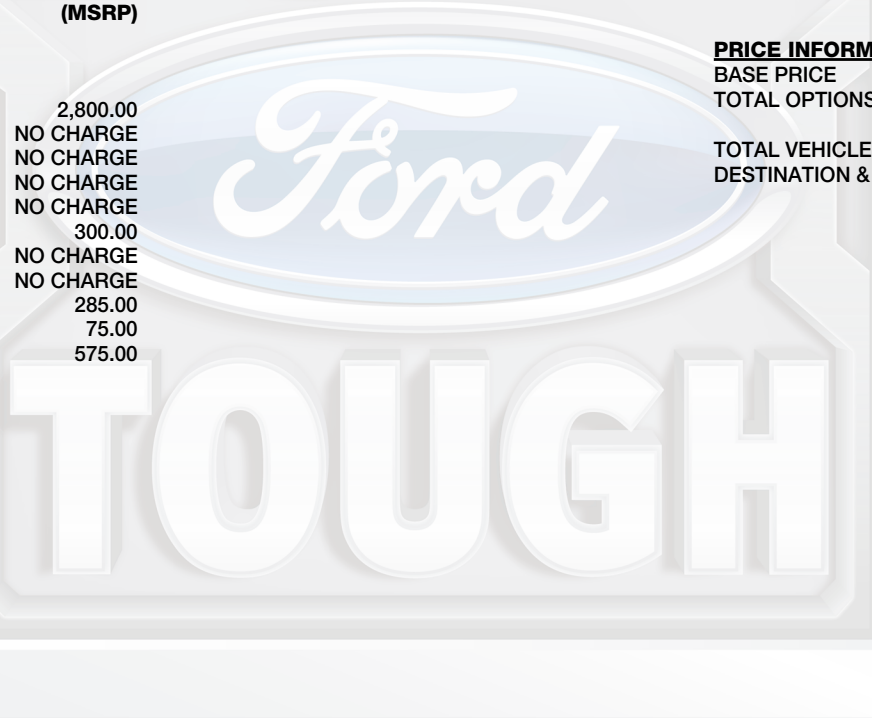 (MSRP)
2,800.00
NO CHARGE
NO CHARGE
NO CHARGE
NO CHARGE
300.00
NO CHARGE
NO CHARGE
285.00
75.00
575.00
PRICE INFORM
BASE PRICE
TOTAL OPTIONS
TOTAL VEHICLE
DESTINATION &
Ford
TOUGH